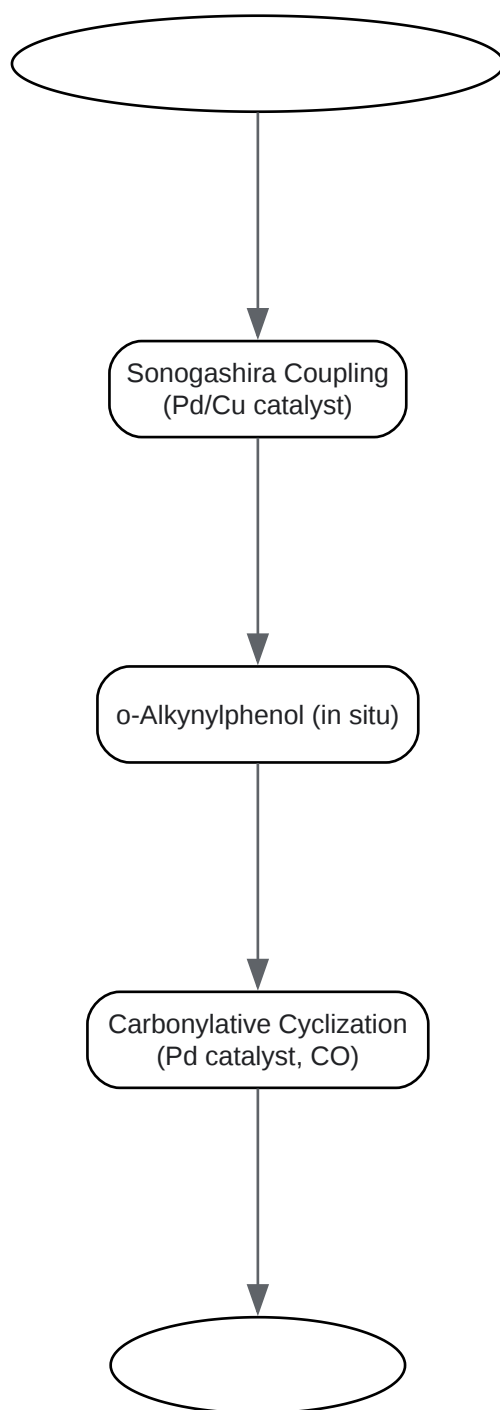 Sonogashira Coupling
(Pd/Cu catalyst)
o-Alkynylphenol (in situ)
Carbonylative Cyclization
(Pd catalyst, CO)